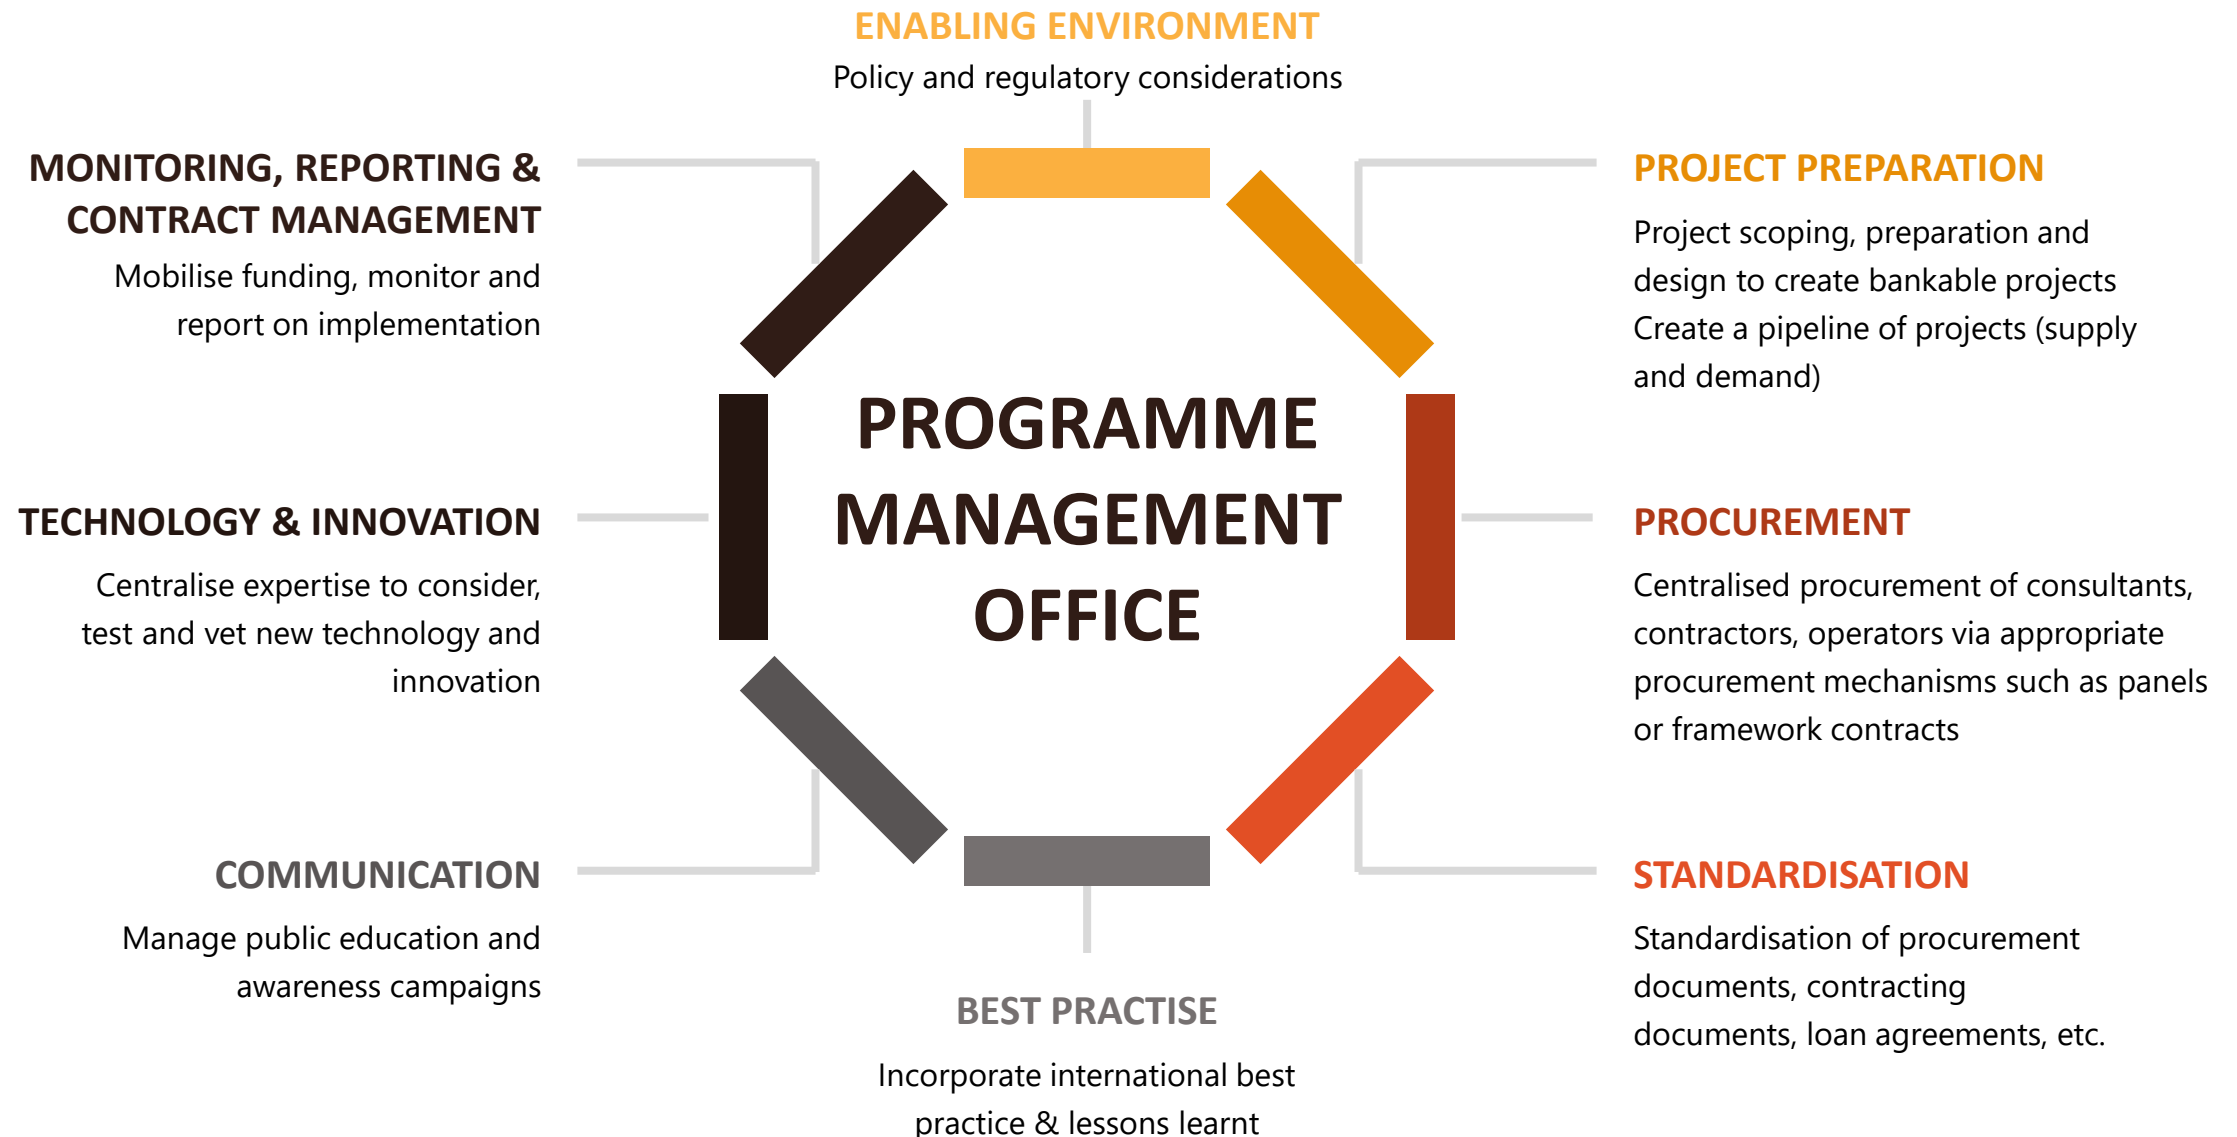 ENABLING ENVIRONMENT
Policy and regulatory considerations
MONITORING, REPORTING &
CONTRACT MANAGEMENT
Mobilise funding, monitor and
report on implementation
PROJECT PREPARATION
Project scoping, preparation and
design to create bankable projects
Create a pipeline of projects (supply
and demand)
PROGRAMME
MANAGEMENT
OFFICE
TECHNOLOGY & INNOVATION
Centralise expertise to consider,
test and vet new technology and
innovation
PROCUREMENT
Centralised procurement of consultants,
contractors, operators via appropriate
procurement mechanisms such as panels
or framework contracts
COMMUNICATION
Manage public education and
awareness campaigns
STANDARDISATION
Standardisation of procurement
documents, contracting
documents, loan agreements, etc.
BEST PRACTISE
Incorporate international best
practice & lessons learnt